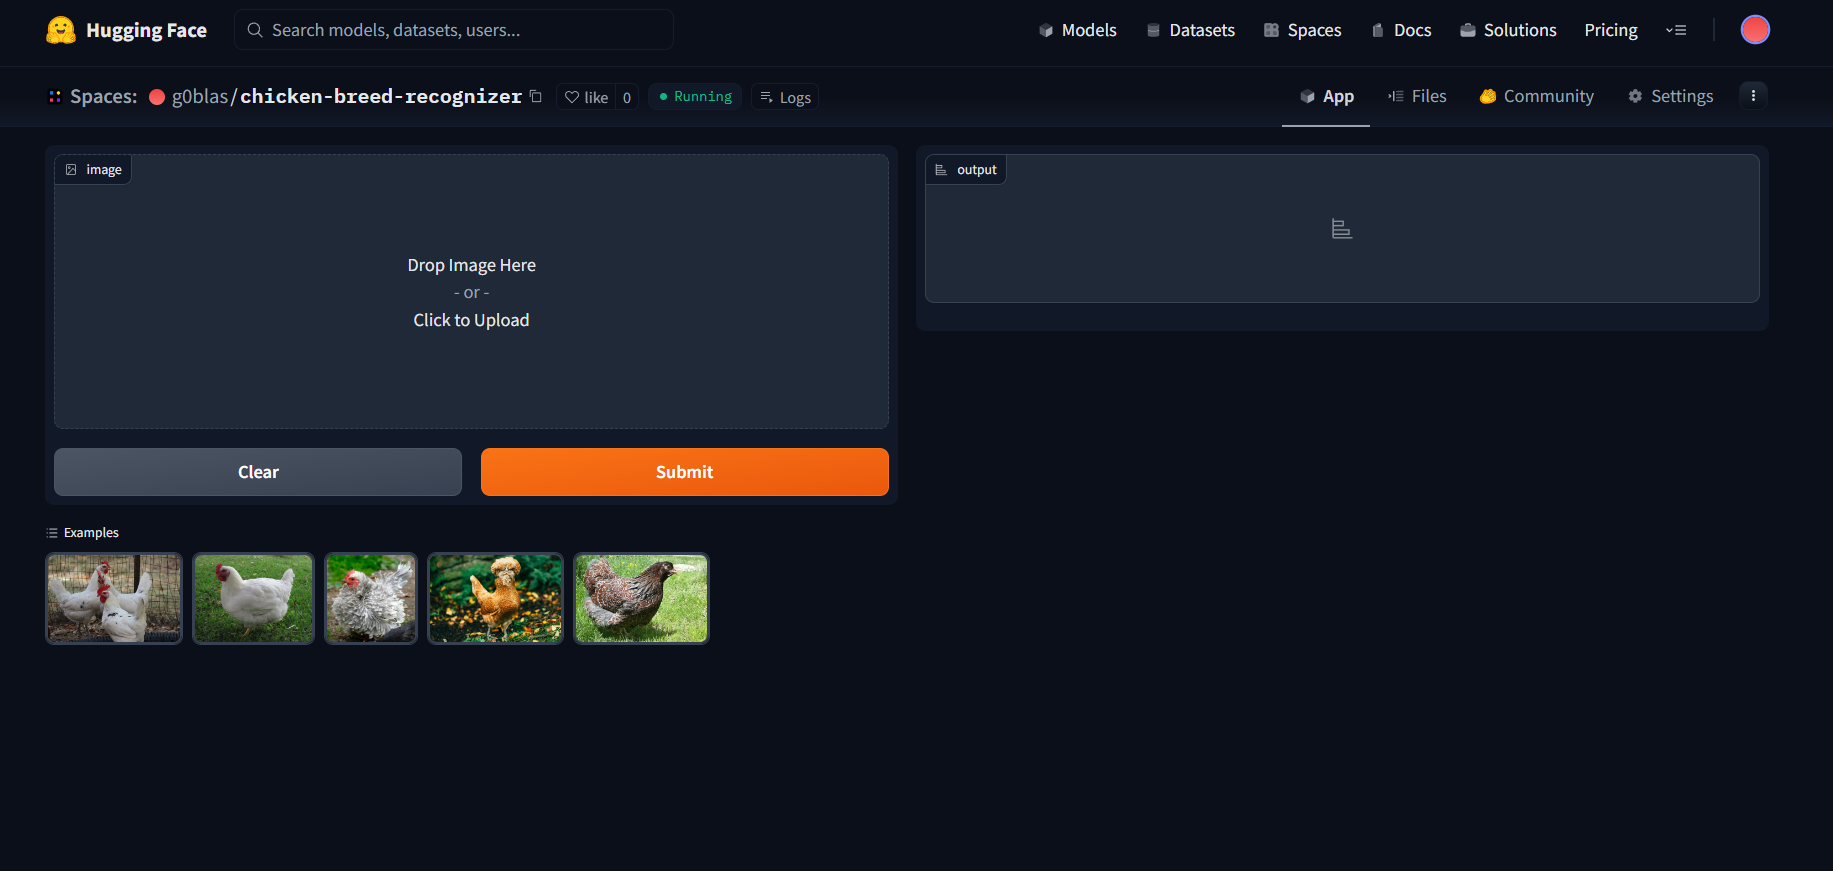 Hugging Face
Search models, datasets, users...
Models
Datasets
Spaces
Docs
Solutions
Pricing
Spaces:
g0blas/chicken-breed-recognizer
like
0
Running
Logs
App
Files
Community
Settings
image
Drop Image Here
- or -
Click to Upload
Clear
Submit
output
Examples